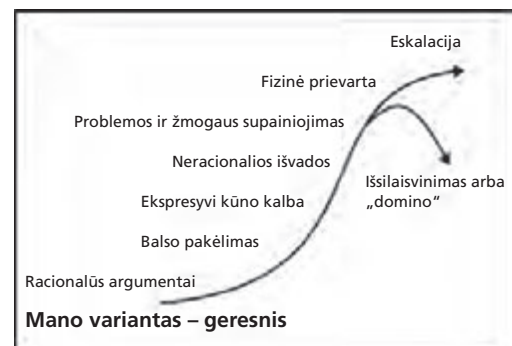 Eskalacija
Fizinė prievarta
Problemos ir žmogaus supainiojimas
Neracionalios išvados
Išsilaisvinimas arba
„domino“
Ekspresyvi kūno kalba
Balso pakėlimas
Racionalūs argumentai
Mano variantas – geresnis